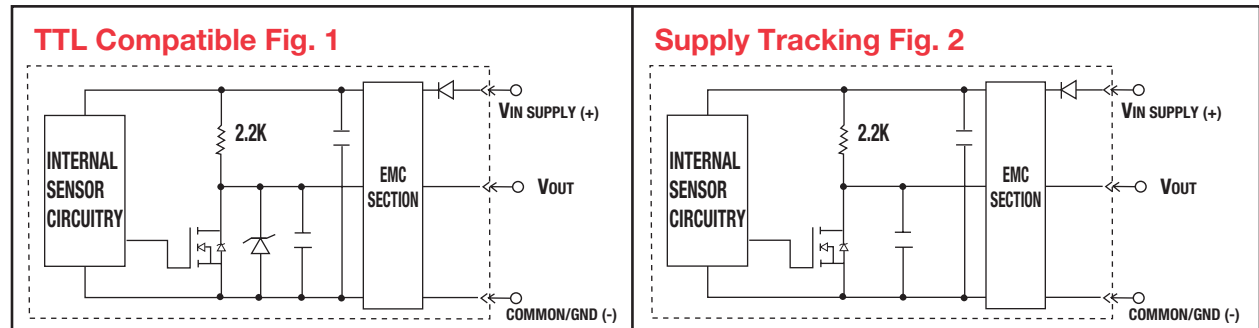 TTL Compatible Fig. 1
VIN SUPPLY (+)
2.2K
INTERNAL
SENSOR
CIRCUITRY
EMC
SECTION
VOUT
COMMON/GND (-)
Supply Tracking Fig. 2
VIN SUPPLY (+)
2.2K
INTERNAL
SENSOR
CIRCUITRY
EMC
SECTION
VOUT
COMMON/GND (-)